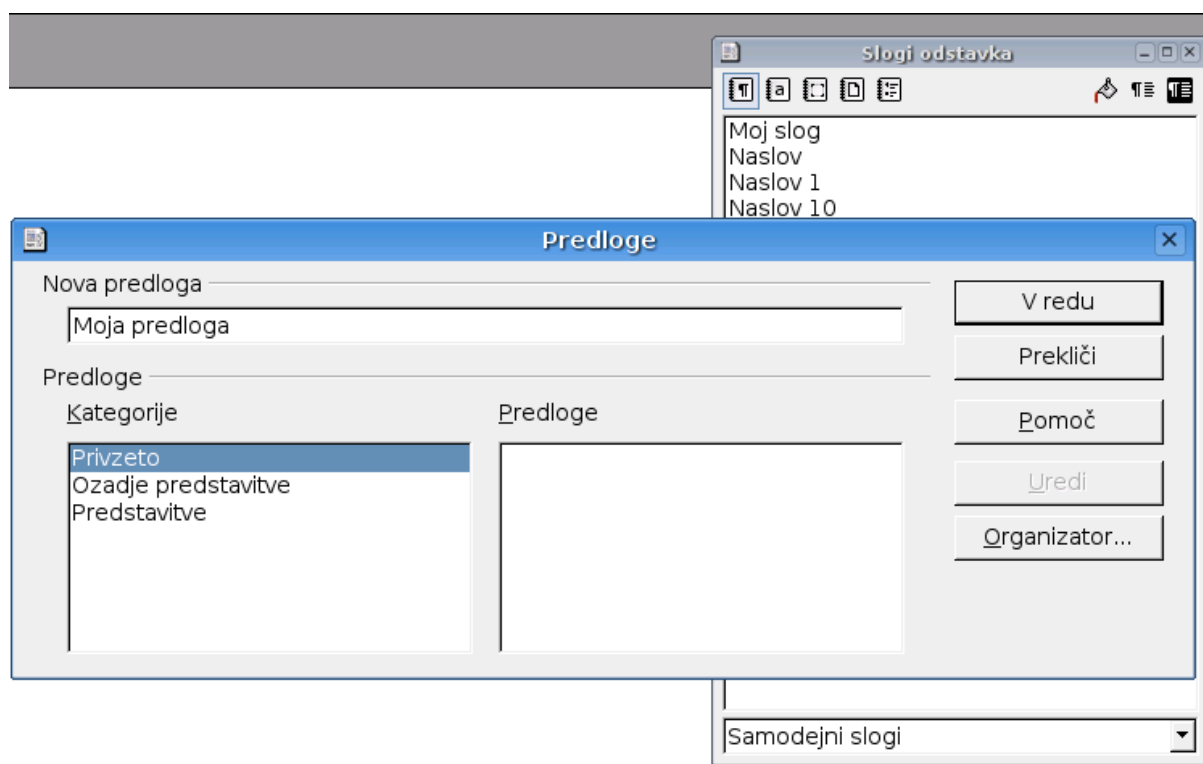 Slogi odstavka
Moj slog
Naslov
Naslov 1
Naslov 10
Predloge
Nova predloga
Moja predloga
Predloge
Kategorije
Privzeto
Ozadje predstavitve
Predstavitve
Predloge
V redu
Prekliči
Pomoč
Uredi
Organizator...
Samodejni slogi